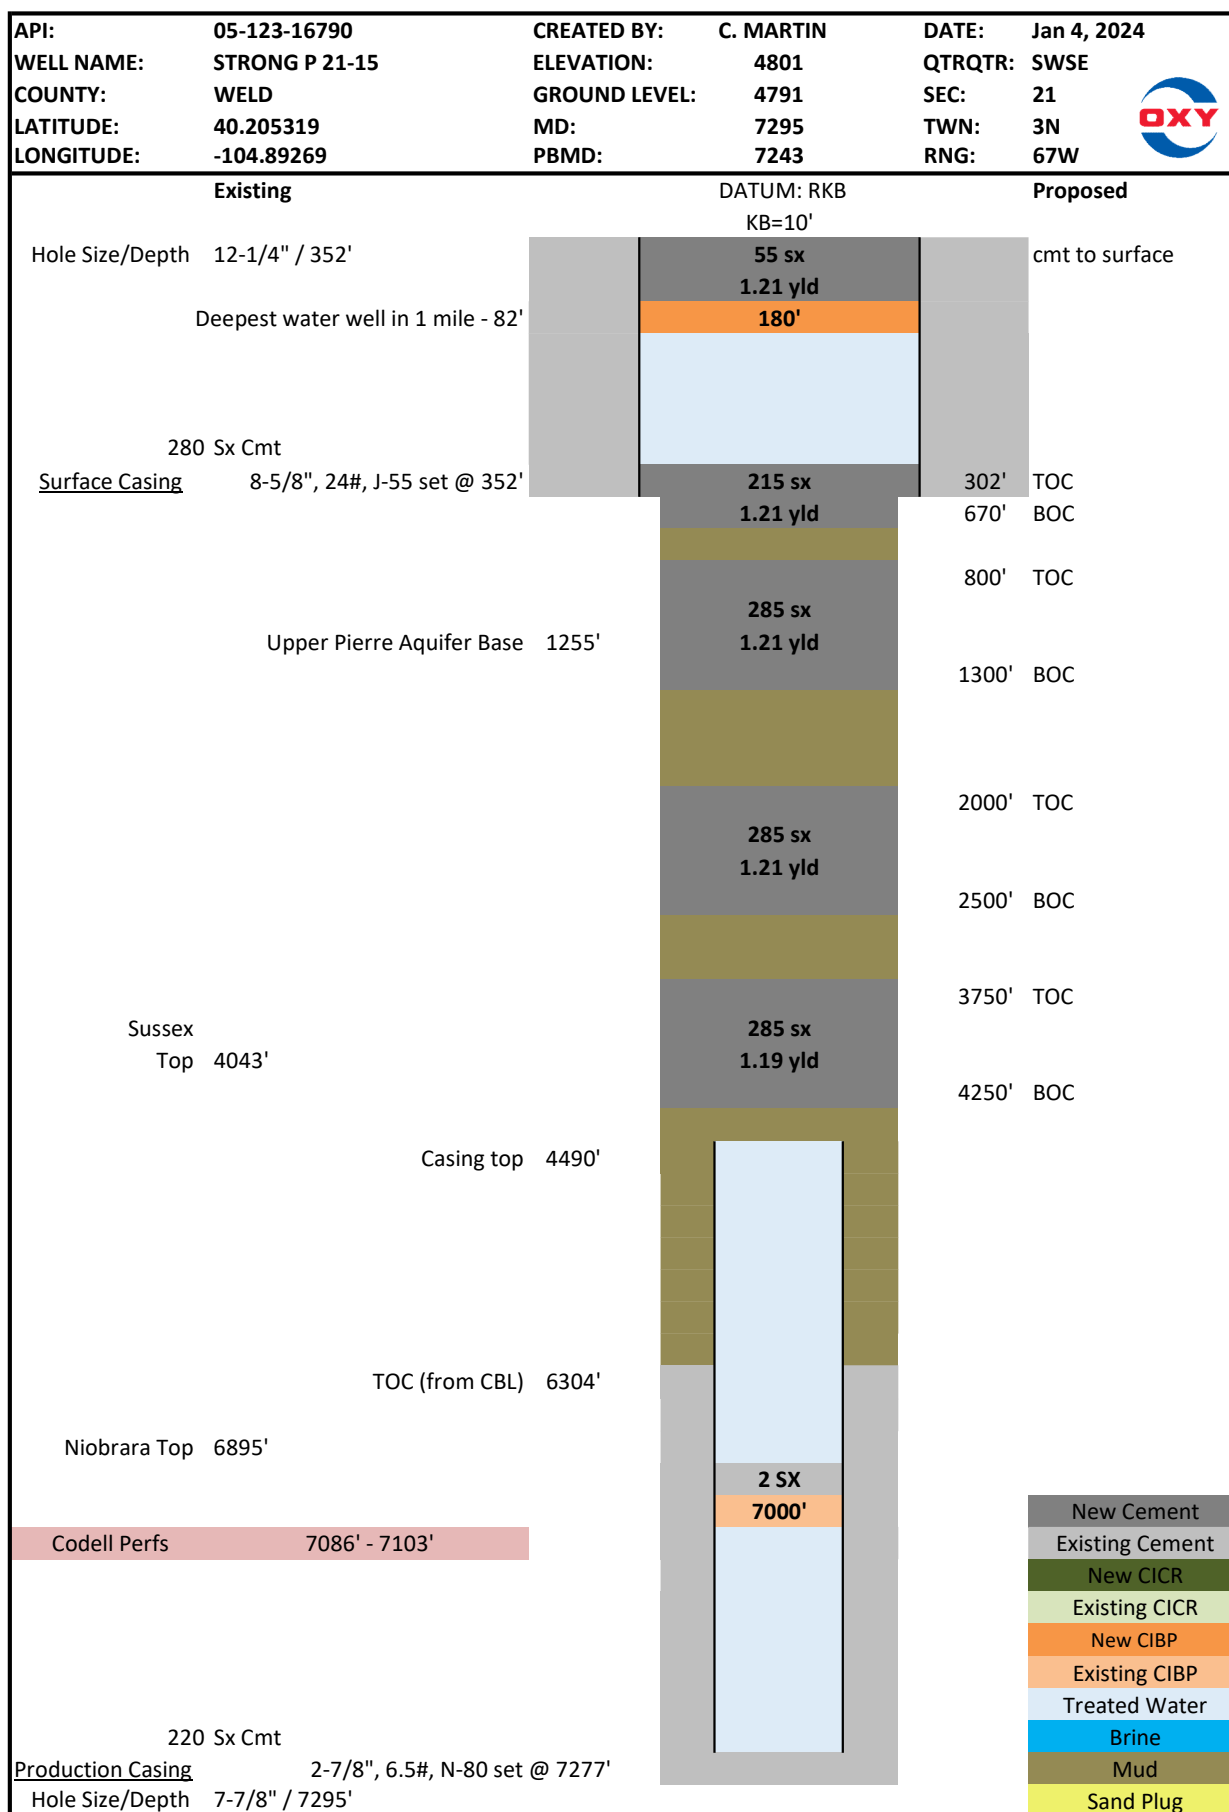 API: 05-123-16790 CREATED BY: C. MARTIN DATE: Jan 4, 2024
WELL NAME: STRONG P 21-15 ELEVATION: 4801 QTRQTR: SWSE
COUNTY: WELD GROUND LEVEL: 4791 SEC: 21
LATITUDE: 40.205319 MD: 7295 TWN: 3N
LONGITUDE: -104.89269 PBMD: 7243 RNG: 67W
OXY
Existing DATUM: RKB Proposed
KB=10'
Hole Size/Depth 12-1/4" / 352' 55 sx cmt to surface
1.21 yld
Deepest water well in 1 mile - 82' 180'
280 Sx Cmt
Surface Casing 8-5/8", 24#, J-55 set @ 352' 215 sx 302' TOC
1.21 yld 670' BOC
800' TOC
285 sx
Upper Pierre Aquifer Base 1255' 1.21 yld
1300' BOC
2000' TOC
285 sx
1.21 yld
2500' BOC
3750' TOC
Sussex 285 sx
Top 4043' 1.19 yld
4250' BOC
Casing top 4490'
TOC (from CBL) 6304'
Niobrara Top 6895'
2 SX
7000' New Cement
Codell Perfs 7086' - 7103' Existing Cement
New CICR
Existing CICR
New CIBP
Existing CIBP
Treated Water
220 Sx Cmt Brine
Production Casing 2-7/8", 6.5#, N-80 set @ 7277' Mud
Hole Size/Depth 7-7/8" / 7295' Sand Plug